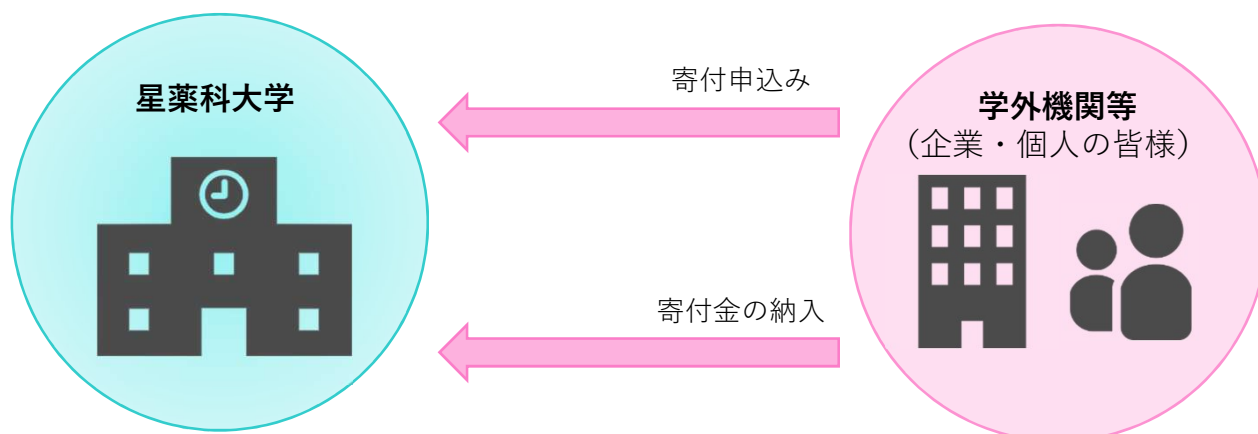 星薬科大学
寄付申込み
学外機関等
（企業・個人の皆様）
寄付金の納入